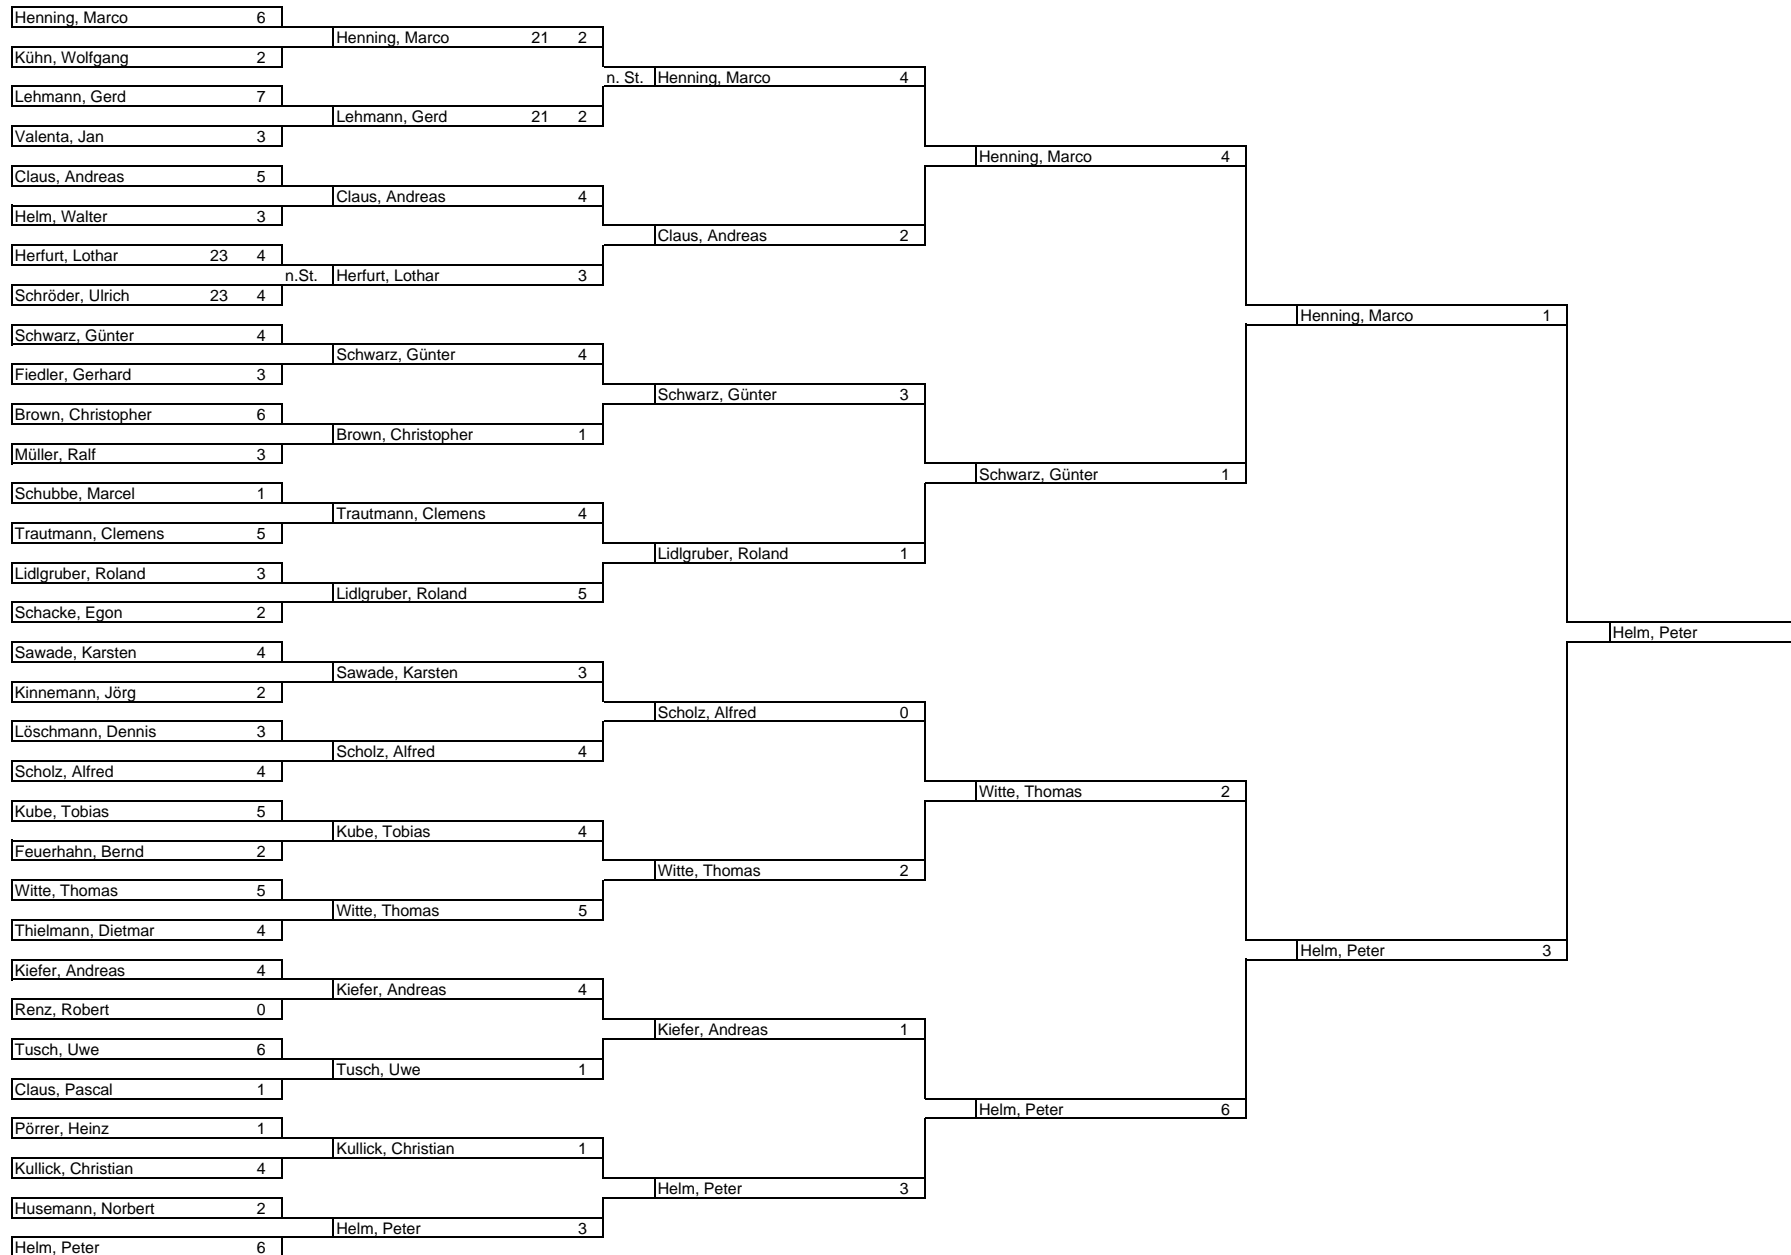 Henning, Marco 6
Henning, Marco 21 2
Kühn, Wolfgang 2
n. St. Henning, Marco 4
Lehmann, Gerd 7
Lehmann, Gerd 21 2
Valenta, Jan 3
Henning, Marco 4
Claus, Andreas 5
Claus, Andreas 4
Helm, Walter 3
Claus, Andreas 2
Herfurt, Lothar 23 4
n.St. Herfurt, Lothar 3
Schröder, Ulrich 23 4
Henning, Marco 1
Schwarz, Günter 4
Schwarz, Günter 4
Fiedler, Gerhard 3
Schwarz, Günter 3
Brown, Christopher 6
Brown, Christopher 1
Müller, Ralf 3
Schwarz, Günter 1
Schubbe, Marcel 1
Trautmann, Clemens 4
Trautmann, Clemens 5
Lidlgruber, Roland 1
Lidlgruber, Roland 3
Lidlgruber, Roland 5
Schacke, Egon 2
Helm, Peter
Sawade, Karsten 4
Sawade, Karsten 3
Kinnemann, Jörg 2
Scholz, Alfred 0
Löschmann, Dennis 3
Scholz, Alfred 4
Scholz, Alfred 4
Witte, Thomas 2
Kube, Tobias 5
Kube, Tobias 4
Feuerhahn, Bernd 2
Witte, Thomas 2
Witte, Thomas 5
Witte, Thomas 5
Thielmann, Dietmar 4
Helm, Peter 3
Kiefer, Andreas 4
Kiefer, Andreas 4
Renz, Robert 0
Kiefer, Andreas 1
Tusch, Uwe 6
Tusch, Uwe 1
Claus, Pascal 1
Helm, Peter 6
Pörrer, Heinz 1
Kullick, Christian 1
Kullick, Christian 4
Helm, Peter 3
Husemann, Norbert 2
Helm, Peter 3
Helm, Peter 6